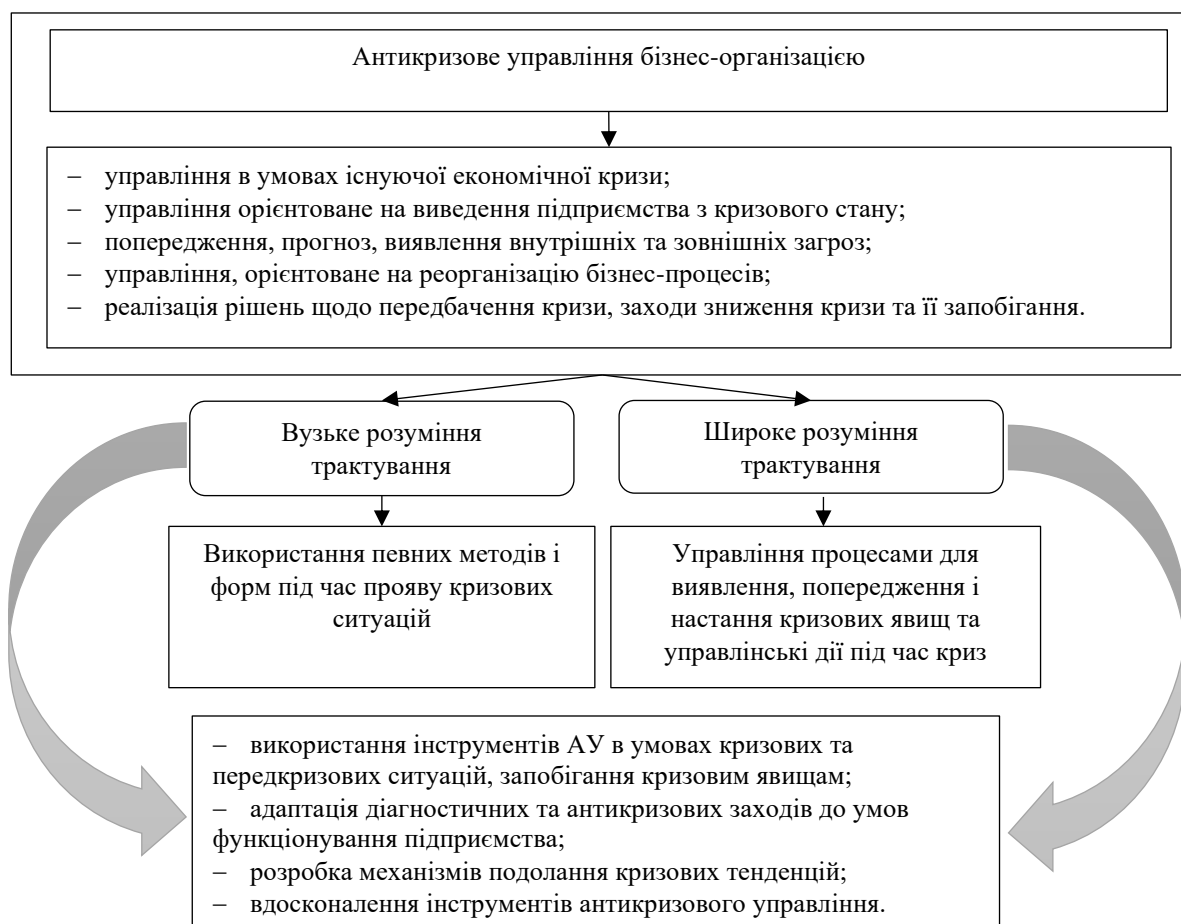 Антикризове управління бізнес-організацією
– управління в умовах існуючої економічної кризи;
– управління орієнтоване на виведення підприємства з кризового стану;
– попередження, прогноз, виявлення внутрішніх та зовнішніх загроз;
– управління, орієнтоване на реорганізацію бізнес-процесів;
– реалізація рішень щодо передбачення кризи, заходи зниження кризи та її запобігання.
Вузьке розуміння
трактування
Широке розуміння
трактування
Використання певних методів і
форм під час прояву кризових
ситуацій
Управління процесами для
виявлення, попередження і
настання кризових явищ та
управлінські дії під час криз
– використання інструментів АУ в умовах кризових та
передкризових ситуацій, запобігання кризовим явищам;
– адаптація діагностичних та антикризових заходів до умов
функціонування підприємства;
– розробка механізмів подолання кризових тенденцій;
– вдосконалення інструментів антикризового управління.